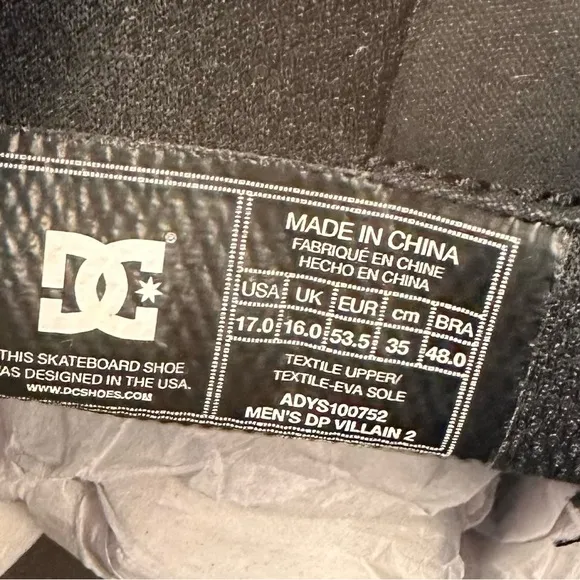 DC®
THIS SKATEBOARD SHOE
WAS DESIGNED IN THE USA.
WWW.DCSHOES.COM
MADE IN CHINA
FABRIQUÉ EN CHINE
HECHO EN CHINA
USA UK EUR cm BRA
17.0 16.0 53.5 35 48.0
TEXTILE UPPER/
TEXTILE-EVA SOLE
ADYS100752
MEN'S DP VILLAIN 2